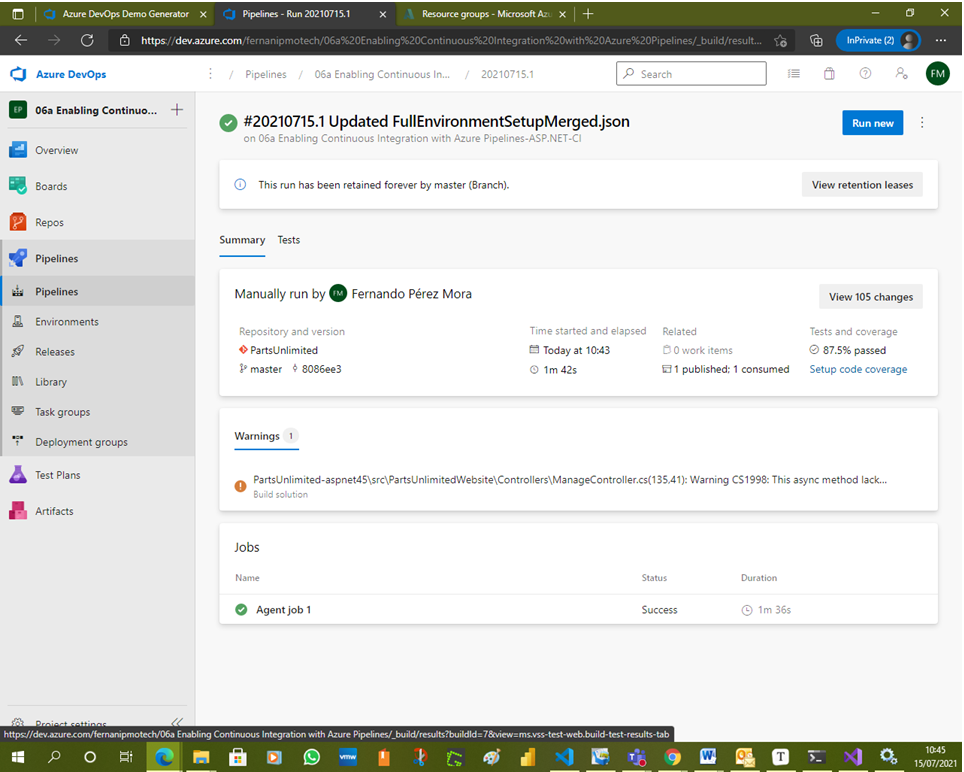 Azure DevOps Demo Generator
Pipelines - Run 20210715.1
Resource groups - Microsoft Azu
https://dev.azure.com/fernanipmotech/06a%20Enabling%20Continuous%20Integration%20with%20Azure%20Pipelines/_build/result...
InPrivate (2)
Azure DevOps
/ Pipelines / 06a Enabling Continuous In... / 20210715.1
Search
FM
EP 06a Enabling Continuo...
Overview
Boards
Repos
Pipelines
Pipelines
Environments
Releases
Library
Task groups
Deployment groups
Test Plans
Artifacts
Project settings
#20210715.1 Updated FullEnvironmentSetupMerged.json
on 06a Enabling Continuous Integration with Azure Pipelines-ASP.NET-CI
Run new
This run has been retained forever by master (Branch).
View retention leases
Summary Tests
Manually run by FM Fernando Pérez Mora
View 105 changes
Repository and version
PartsUnlimited
master 8086ee3
Time started and elapsed
Today at 10:43
1m 42s
Related
0 work items
1 published; 1 consumed
Tests and coverage
87.5% passed
Setup code coverage
Warnings 1
PartsUnlimited-aspnet45\src\PartsUnlimitedWebsite\Controllers\ManageController.cs(135.41): Warning CS1998: This async method lack...
Build solution
Jobs
Name Status Duration
Agent job 1 Success 1m 36s
https://dev.azure.com/fernanipmotech/06a Enabling Continuous Integration with Azure Pipelines/_build/results?buildId=7&view=ms.vss-test-web.build-test-results-tab
vmw
10:45
15/07/2021